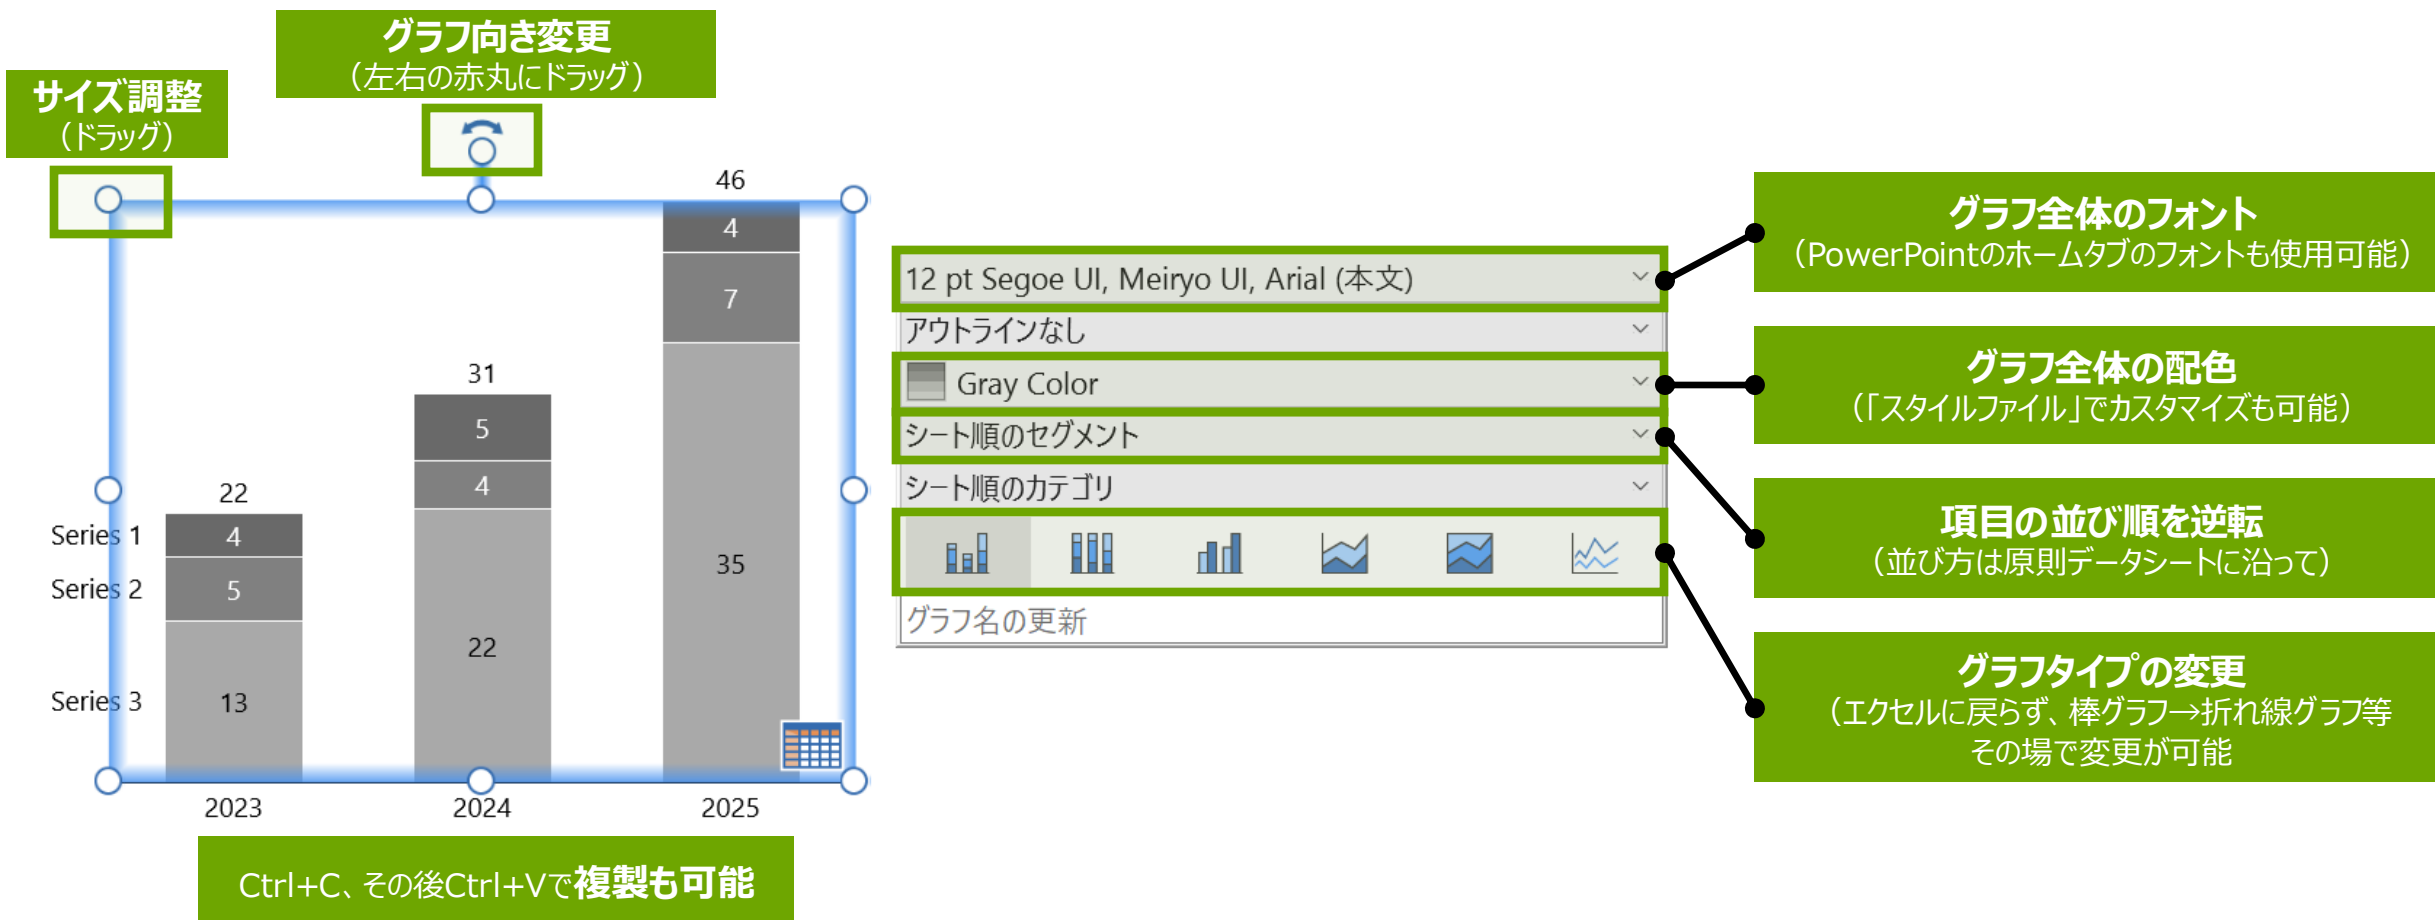 グラフ向き変更
（左右の赤丸にドラッグ）
サイズ調整
（ドラッグ）
46
4
7
35
31
5
4
22
22
4
5
13
Series 1
Series 2
Series 3
2023
2024
2025
Ctrl+C、その後Ctrl+Vで複製も可能
12 pt Segoe UI, Meiryo UI, Arial (本文)
アウトラインなし
Gray Color
シート順のセグメント
シート順のカテゴリ
グラフ名の更新
グラフ全体のフォント
（PowerPointのホームタブのフォントも使用可能）
グラフ全体の配色
（「スタイルファイル」でカスタマイズも可能）
項目の並び順を逆転
（並び方は原則データシートに沿って）
グラフタイプの変更
（エクセルに戻らず、棒グラフ→折れ線グラフ等
その場で変更が可能